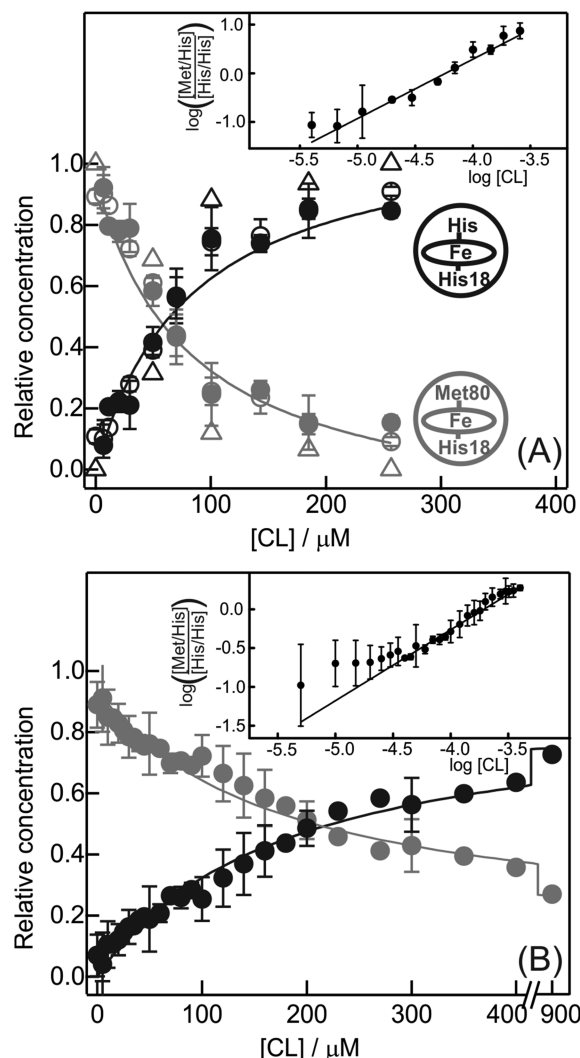 log([Met/His]/[His/His])
0.0
-1.0
-5.5 -5.0 -4.5 -4.0 -3.5
log [CL]
1.0
0.8
0.6
0.4
0.2
0.0
Relative concentration
His
Fe
His18
Met80
Fe
His18
(A)
0 100 200 300 400
[CL] / μM
log([Met/His]/[His/His])
0.0
-0.5
-1.0
-1.5
-5.5 -5.0 -4.5 -4.0 -3.5
log [CL]
1.0
0.8
0.6
0.4
0.2
0.0
Relative concentration
(B)
0 100 200 300 400 900
[CL] / μM